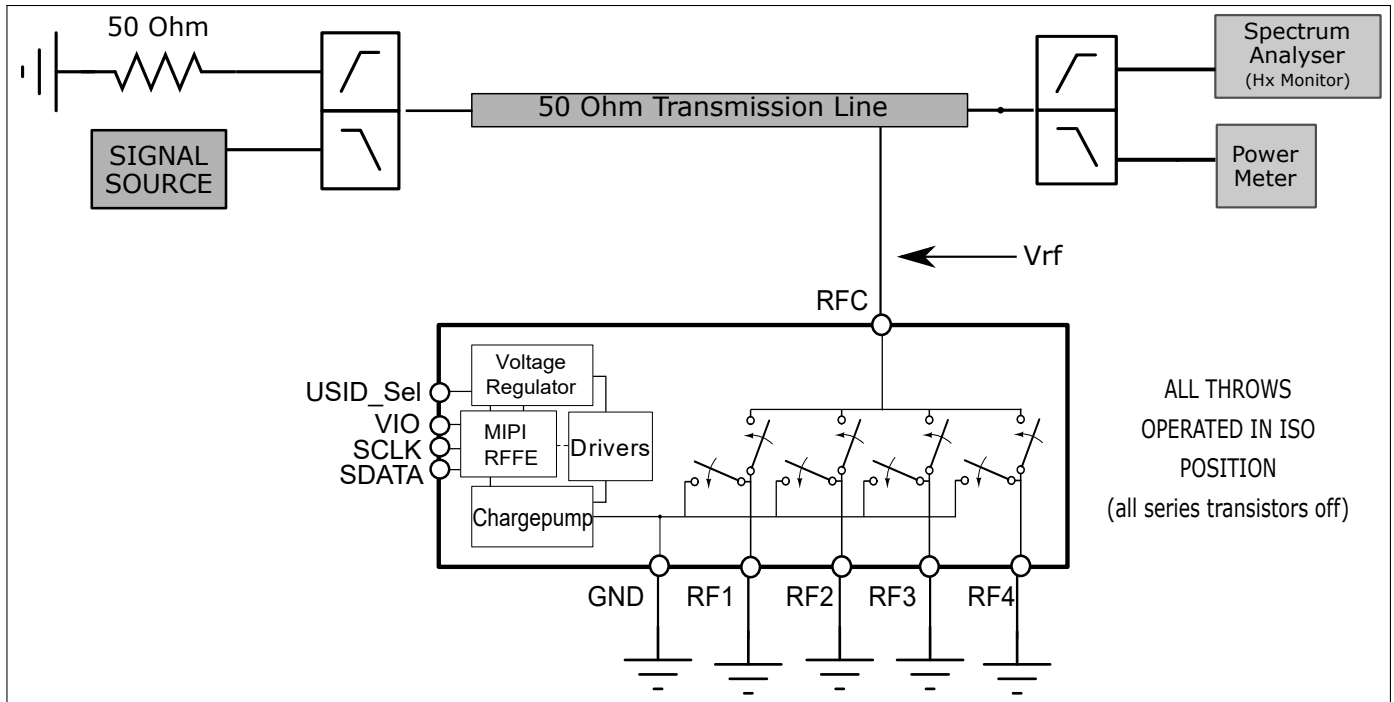 50 Ohm
SIGNAL
SOURCE
50 Ohm Transmission Line
Spectrum
Analyser
(Hx Monitor)
Power
Meter
Vrf
RFC
USID_Sel
VIO
SCLK
SDATA
Voltage
Regulator
MIPI
RFFE
Drivers
Chargepump
ALL THROWS
OPERATED IN ISO
POSITION
(all series transistors off)
GND
RF1
RF2
RF3
RF4